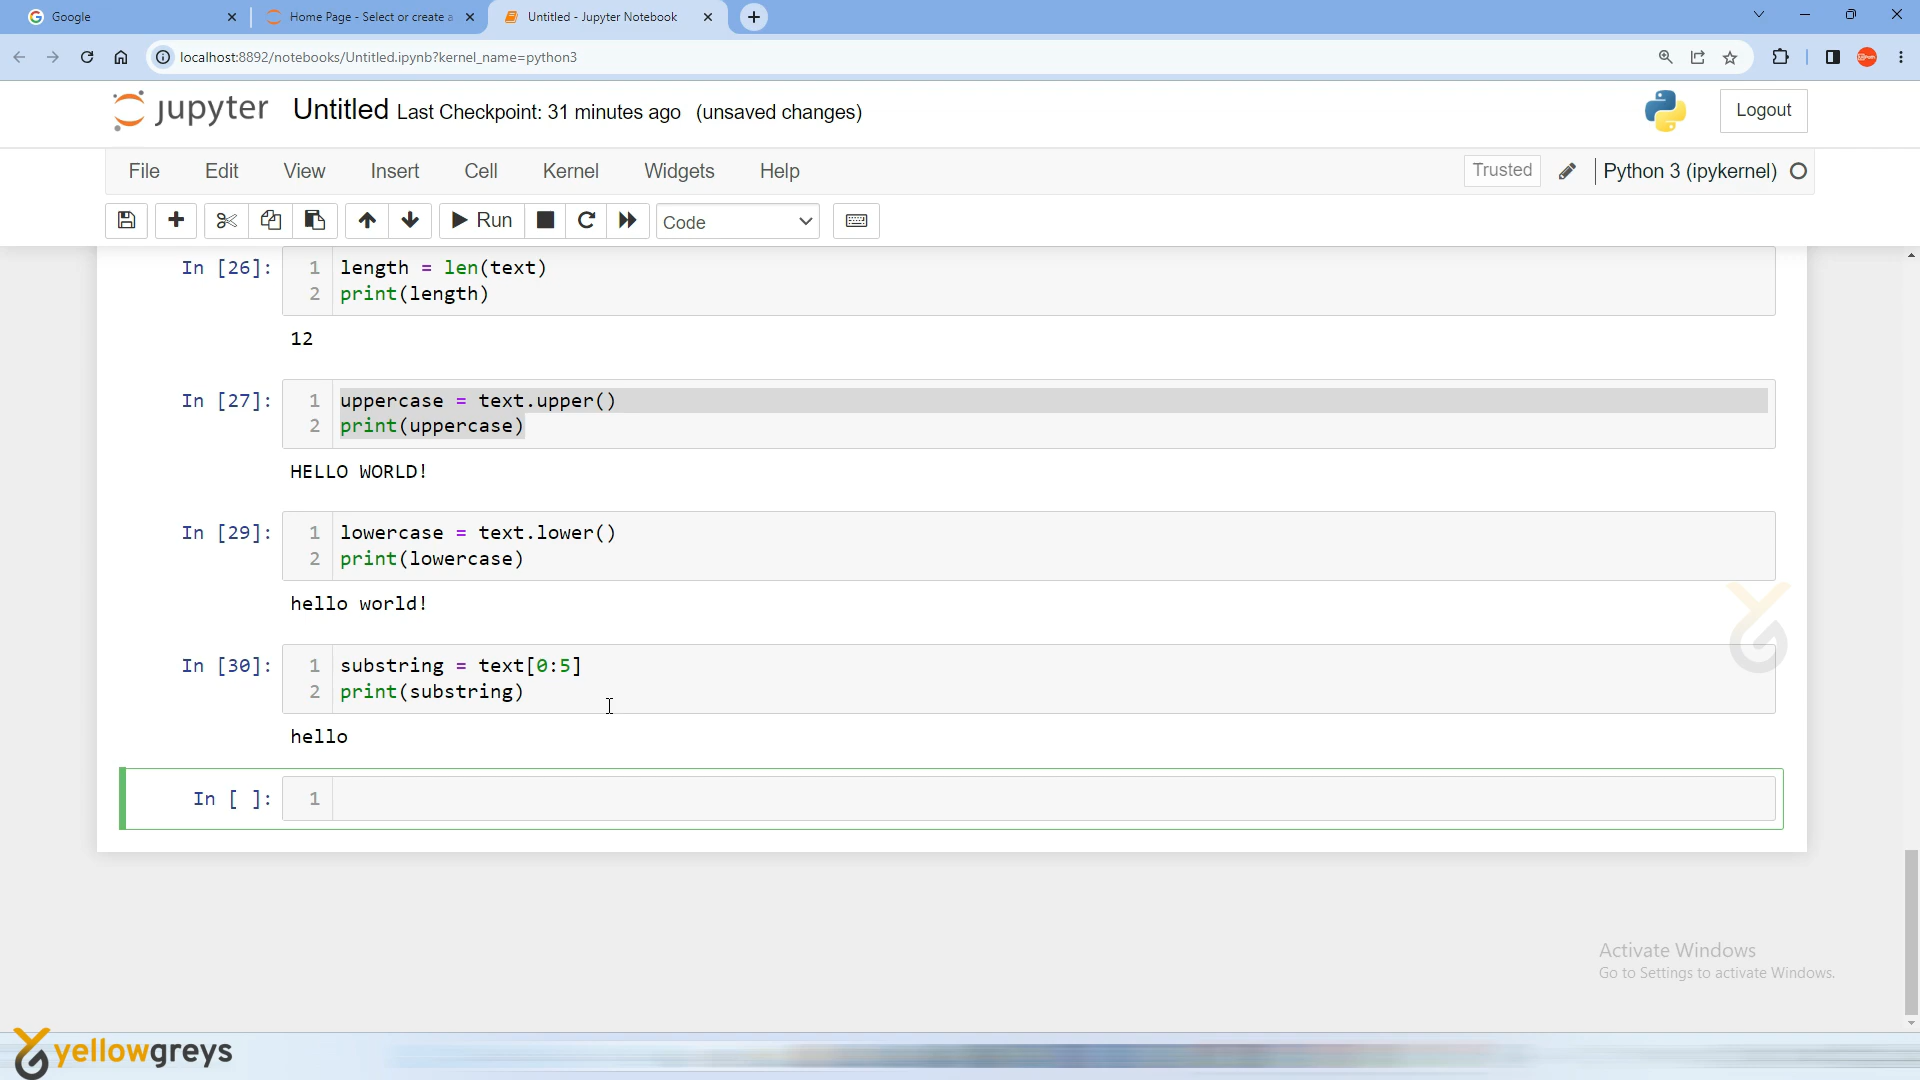 Google
Home Page - Select or create a
Untitled - Jupyter Notebook
localhost:8892/notebooks/Untitled.ipynb?kernel_name=python3
jupyter Untitled Last Checkpoint: 31 minutes ago (unsaved changes)
Logout
File Edit View Insert Cell Kernel Widgets Help
Trusted Python 3 (ipykernel)
Run Code
In [26]: 1 length = len(text)
2 print(length)
12
In [27]: 1 uppercase = text.upper()
2 print(uppercase)
HELLO WORLD!
In [29]: 1 lowercase = text.lower()
2 print(lowercase)
hello world!
In [30]: 1 substring = text[0:5]
2 print(substring)
hello
In [ ]: 1
Activate Windows
Go to Settings to activate Windows.
yellowgreys